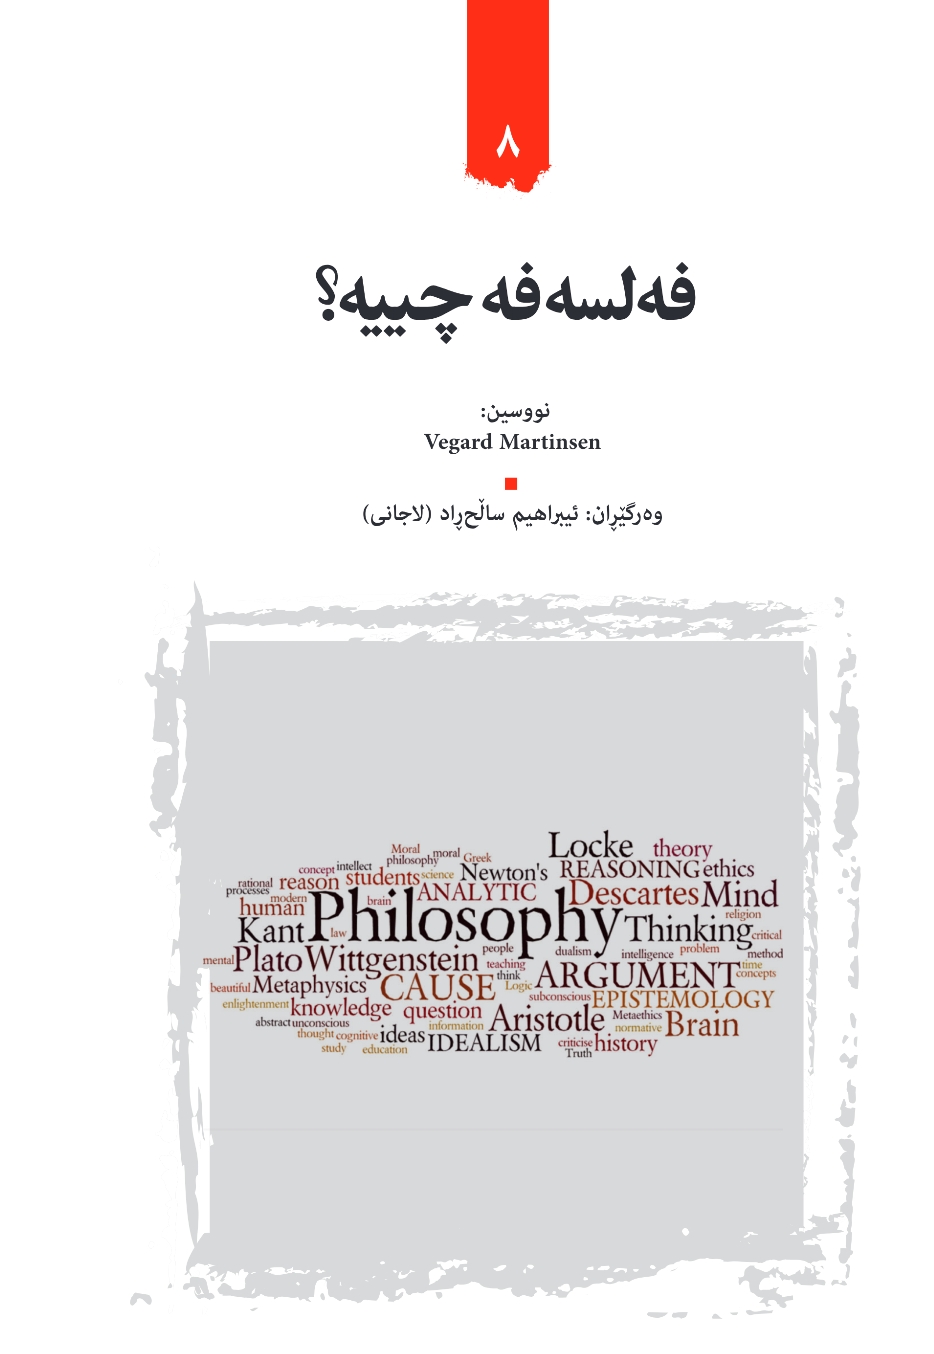 ٨
فەلسەفە چییە؟
نووسین:
Vegard Martinsen
وەرگێڕان: ئیبراهیم ساڵح‌ڕاد (لاجانی)
Locke theory
Moral philosophy moral Greek
concept intellect Newton's REASONING ethics
rational processes reason students science
modern brain ANALYTIC Descartes Mind
human Philosophy religion
Kant law Thinking critical
mental Plato Wittgenstein people dualism intelligence problem method
teaching think ARGUMENT time concepts
beautiful Metaphysics CAUSE Logic subconscious EPISTEMOLOGY
enlightenment knowledge question Aristotle Metaethics Brain
abstract unconscious information normative
thought cognitive ideas IDEALISM criticise history
study education Truth